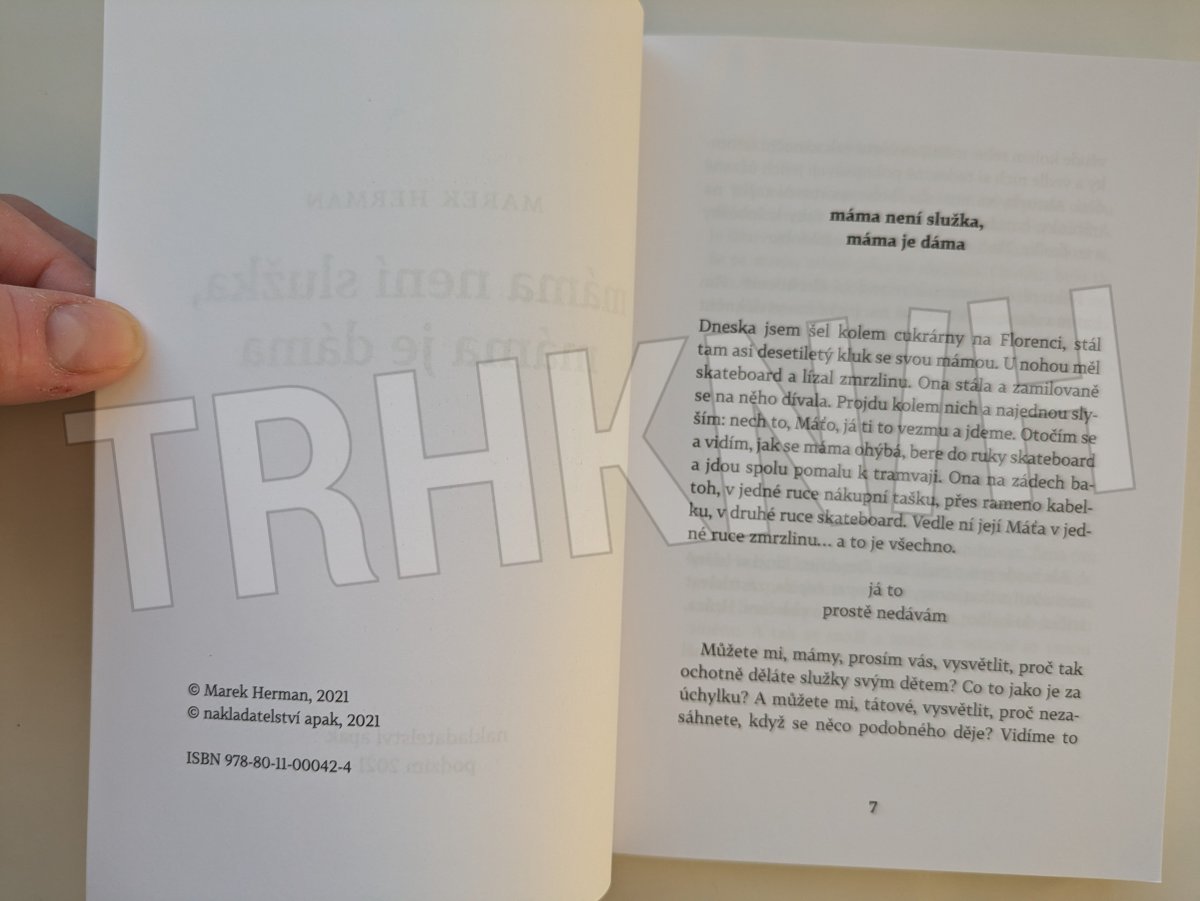 MAREK HERMAN
máma není služka,
máma je dáma
© Marek Herman, 2021
© nakladatelství apak, 2021
ISBN 978-80-11-00042-4
nakladatelství apak
podzim 2021
máma není služka,
máma je dáma
Dneska jsem šel kolem cukrárny na Florenci, stál
tam asi desetiletý kluk se svou mámou. U nohou měl
skateboard a lízal zmrzlinu. Ona stála a zamilovaně
se na něho dívala. Projdu kolem nich a najednou sly-
ším: nech to, Máťo, já ti to vezmu a jdeme. Otočím se
a vidím, jak se máma ohýbá, bere do ruky skateboard
a jdou spolu pomalu k tramvaji. Ona na zádech ba-
toh, v jedné ruce nákupní tašku, přes rameno kabel-
ku, v druhé ruce skateboard. Vedle ní její Máťa v jed-
né ruce zmrzlinu... a to je všechno.
já to
prostě nedávám
Můžete mi, mámy, prosím vás, vysvětlit, proč tak
ochotně děláte služky svým dětem? Co to jako je za
úchylku? A můžete mi, tátové, vysvětlit, proč neza-
sáhnete, když se něco podobného děje? Vidíme to
7
TRHKNIH